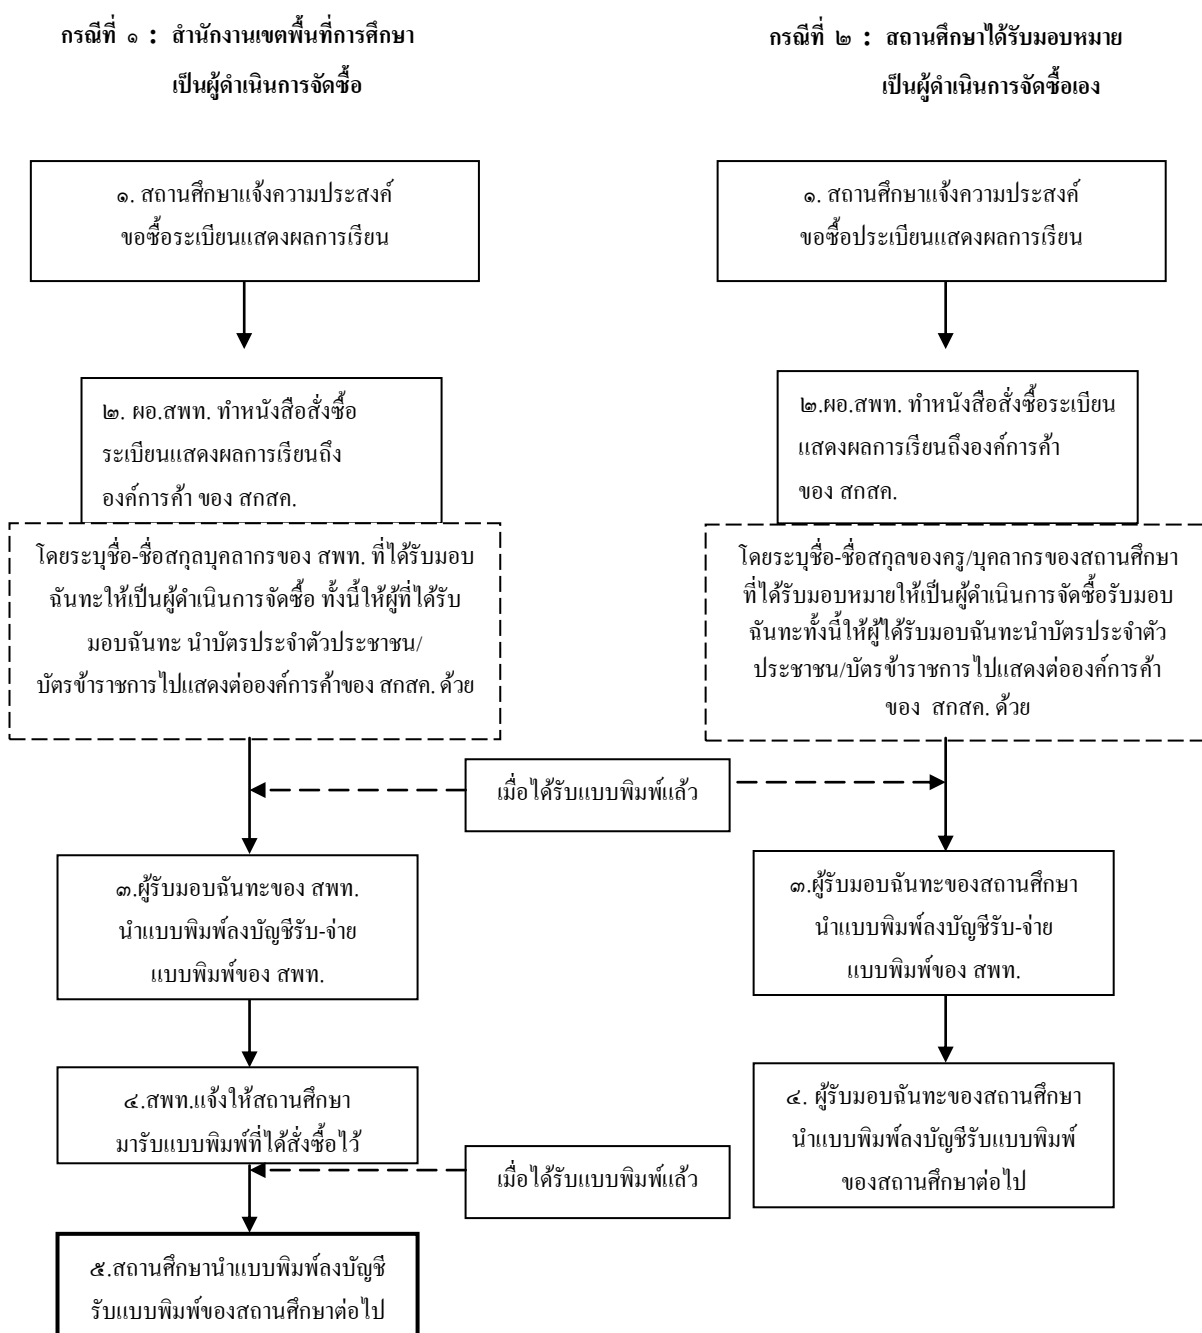 กรณีที่ ๑ : สำนักงานเขตพื้นที่การศึกษา
เป็นผู้ดำเนินการจัดซื้อ
๑. สถานศึกษาแจ้งความประสงค์
ขอซื้อระเบียนแสดงผลการเรียน
๒. ผอ.สพท. ทำหนังสือสั่งซื้อ
ระเบียนแสดงผลการเรียนถึง
องค์การค้า ของ สกสค.
โดยระบุชื่อ-ชื่อสกุลบุคลากรของ สพท. ที่ได้รับมอบ
ฉันทะให้เป็นผู้ดำเนินการจัดซื้อ ทั้งนี้ให้ผู้ที่ได้รับ
มอบฉันทะ นำบัตรประจำตัวประชาชน/
บัตรข้าราชการไปแสดงต่อองค์การค้าของ สกสค. ด้วย
เมื่อได้รับแบบพิมพ์แล้ว
๓.ผู้รับมอบฉันทะของ สพท.
นำแบบพิมพ์ลงบัญชีรับ-จ่าย
แบบพิมพ์ของ สพท.
๔.สพท.แจ้งให้สถานศึกษา
มารับแบบพิมพ์ที่ได้สั่งซื้อไว้
เมื่อได้รับแบบพิมพ์แล้ว
๕.สถานศึกษานำแบบพิมพ์ลงบัญชี
รับแบบพิมพ์ของสถานศึกษาต่อไป
กรณีที่ ๒ : สถานศึกษาได้รับมอบหมาย
เป็นผู้ดำเนินการจัดซื้อเอง
๑. สถานศึกษาแจ้งความประสงค์
ขอซื้อประเบียนแสดงผลการเรียน
๒.ผอ.สพท. ทำหนังสือสั่งซื้อระเบียน
แสดงผลการเรียนถึงองค์การค้า
ของ สกสค.
โดยระบุชื่อ-ชื่อสกุลของครู/บุคลากรของสถานศึกษา
ที่ได้รับมอบหมายให้เป็นผู้ดำเนินการจัดซื้อรับมอบ
ฉันทะทั้งนี้ให้ผู้ได้รับมอบฉันทะนำบัตรประจำตัว
ประชาชน/บัตรข้าราชการไปแสดงต่อองค์การค้า
ของ สกสค. ด้วย
๓.ผู้รับมอบฉันทะของสถานศึกษา
นำแบบพิมพ์ลงบัญชีรับ-จ่าย
แบบพิมพ์ของ สพท.
๔. ผู้รับมอบฉันทะของสถานศึกษา
นำแบบพิมพ์ลงบัญชีรับแบบพิมพ์
ของสถานศึกษาต่อไป